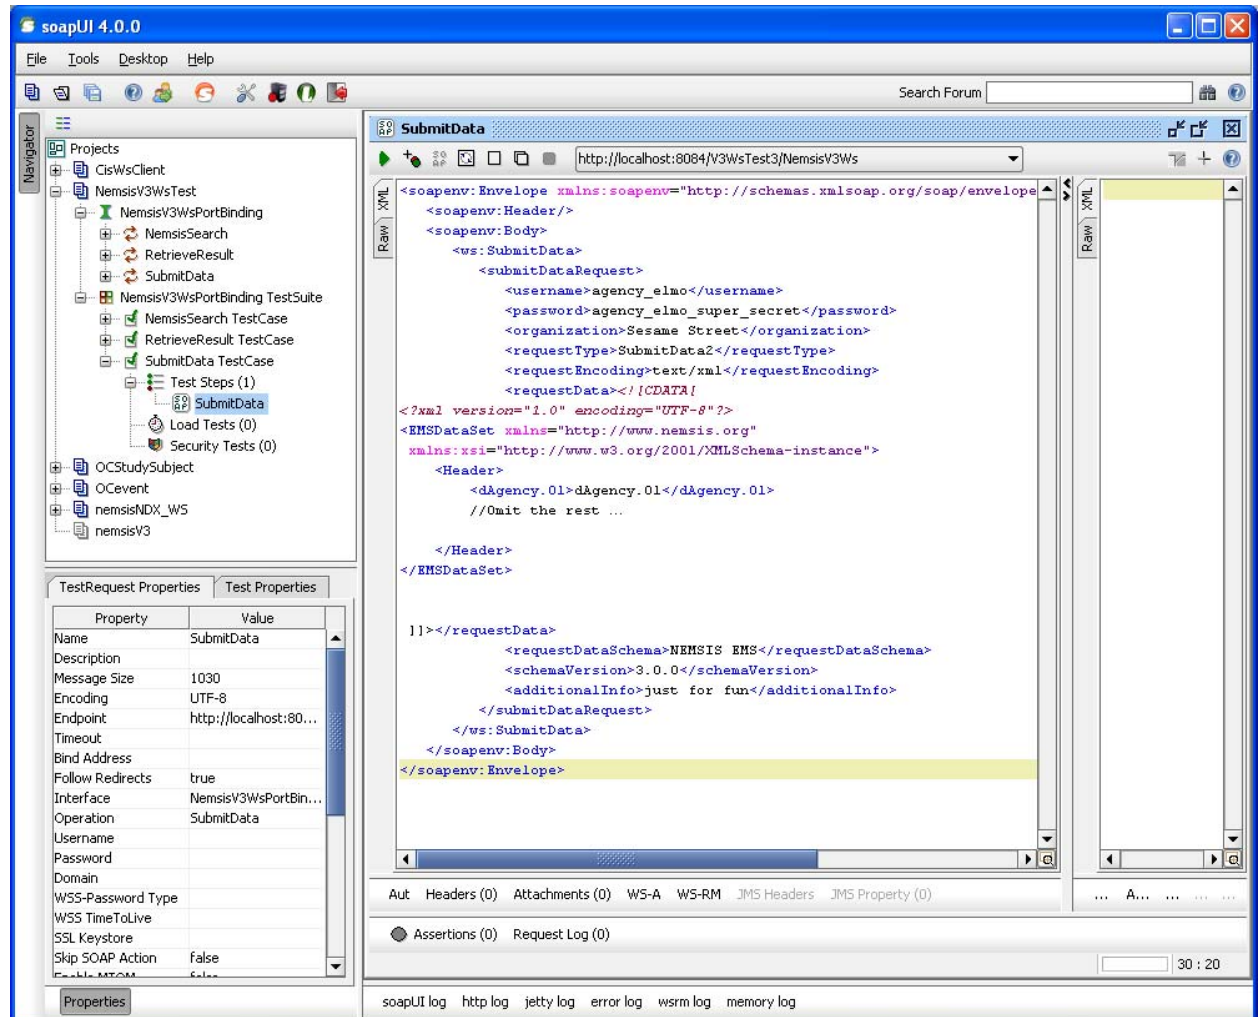 soapUI 4.0.0
File Tools Desktop Help
Search Forum
Navigator
Projects
CisWsClient
NemsisV3WsTest
NemsisV3WsPortBinding
NemsisSearch
RetrieveResult
SubmitData
NemsisV3WsPortBinding TestSuite
NemsisSearch TestCase
RetrieveResult TestCase
SubmitData TestCase
Test Steps (1)
SubmitData
Load Tests (0)
Security Tests (0)
OCStudySubject
OCevent
nemsisNDX_WS
nemsisV3
TestRequest Properties Test Properties
Property Value
Name SubmitData
Description
Message Size 1030
Encoding UTF-8
Endpoint http://localhost:80...
Timeout
Bind Address
Follow Redirects true
Interface NemsisV3WsPortBin...
Operation SubmitData
Username
Password
Domain
WSS-Password Type
WSS TimeToLive
SSL Keystore
Skip SOAP Action false
Properties
SubmitData
http://localhost:8084/V3WsTest3/NemsisV3Ws
XML
Raw
<soapenv:Envelope xmlns:soapenv="http://schemas.xmlsoap.org/soap/envelope
<soapenv:Header/>
<soapenv:Body>
<ws:SubmitData>
<submitDataRequest>
<username>agency_elmo</username>
<password>agency_elmo_super_secret</password>
<organization>Sesame Street</organization>
<requestType>SubmitData2</requestType>
<requestEncoding>text/xml</requestEncoding>
<requestData><![CDATA[
<?xml version="1.0" encoding="UTF-8"?>
<EMSDataSet xmlns="http://www.nemsis.org"
xmlns:xsi="http://www.w3.org/2001/XMLSchema-instance">
<Header>
<dAgency.01>dAgency.01</dAgency.01>
//Omit the rest ...
</Header>
</EMSDataSet>
]]></requestData>
<requestDataSchema>NEMSIS EMS</requestDataSchema>
<schemaVersion>3.0.0</schemaVersion>
<additionalInfo>just for fun</additionalInfo>
</submitDataRequest>
</ws:SubmitData>
</soapenv:Body>
</soapenv:Envelope>
XML
Raw
Aut Headers (0) Attachments (0) WS-A WS-RM JMS Headers JMS Property (0)
... A... ... ... ...
Assertions (0) Request Log (0)
30 : 20
soapUI log http log jetty log error log wsrm log memory log